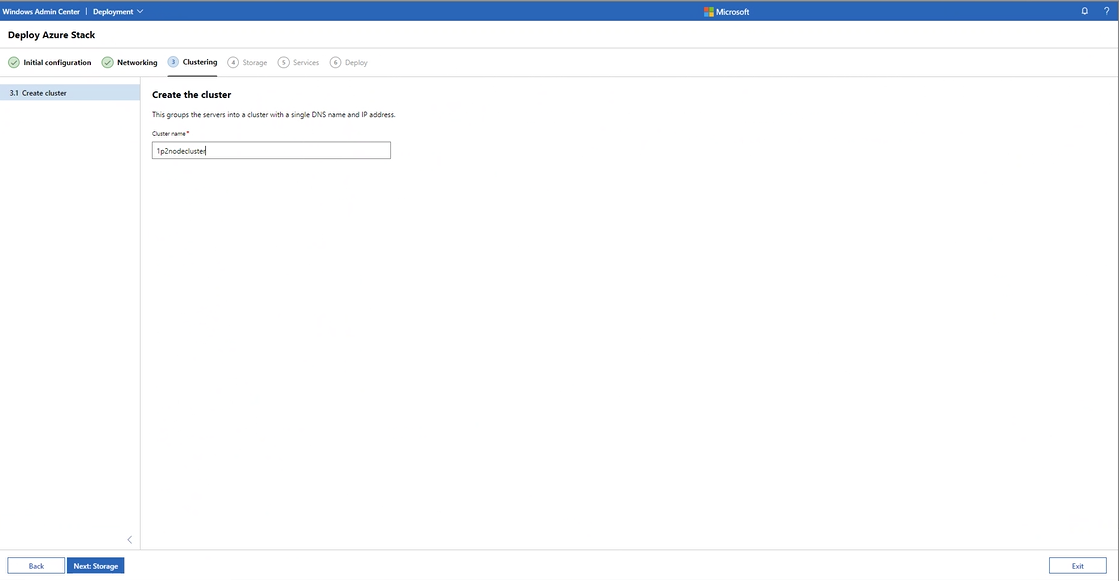 Windows Admin Center | Deployment
Microsoft
?
Deploy Azure Stack
Initial configuration
Networking
3 Clustering
4 Storage
5 Services
6 Deploy
3.1 Create cluster
Create the cluster
This groups the servers into a cluster with a single DNS name and IP address.
Cluster name*
1p2nodecluster
Back
Next: Storage
Exit